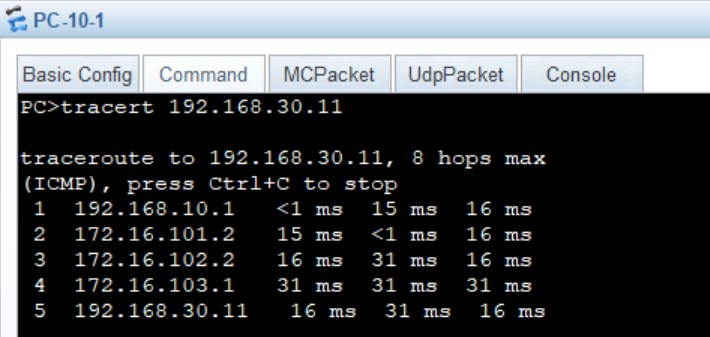 PC-10-1
Basic Config Command MCPacket UdpPacket Console
PC>tracert 192.168.30.11
traceroute to 192.168.30.11, 8 hops max
(ICMP), press Ctrl+C to stop
1 192.168.10.1 <1 ms 15 ms 16 ms
2 172.16.101.2 15 ms <1 ms 16 ms
3 172.16.102.2 16 ms 31 ms 16 ms
4 172.16.103.1 31 ms 31 ms 31 ms
5 192.168.30.11 16 ms 31 ms 16 ms